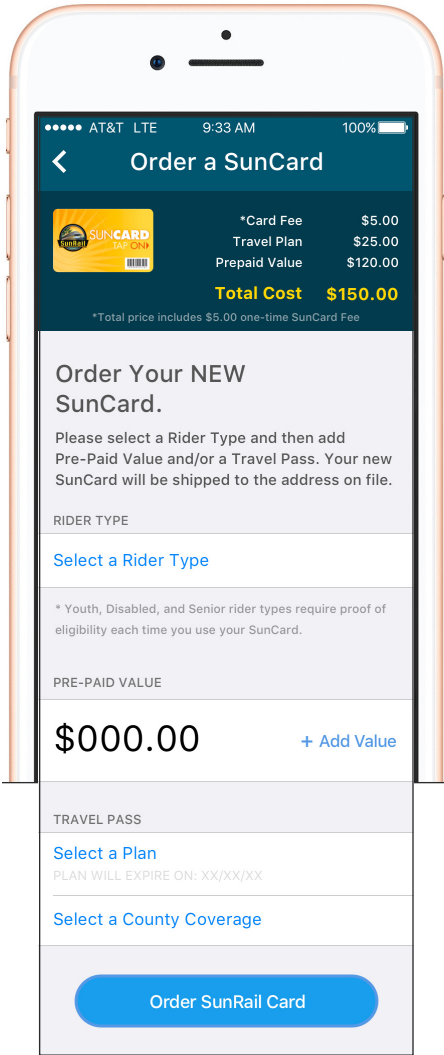 AT&T LTE 9:33 AM 100%
Order a SunCard
*Card Fee $5.00
SUNCARD
SunRail
TAP ON
Travel Plan $25.00
Prepaid Value $120.00
Total Cost $150.00
*Total price includes $5.00 one-time SunCard Fee
Order Your NEW
SunCard.
Please select a Rider Type and then add
Pre-Paid Value and/or a Travel Pass. Your new
SunCard will be shipped to the address on file.
RIDER TYPE
Select a Rider Type
* Youth, Disabled, and Senior rider types require proof of
eligibility each time you use your SunCard.
PRE-PAID VALUE
$000.00 + Add Value
TRAVEL PASS
Select a Plan
PLAN WILL EXPIRE ON: XX/XX/XX
Select a County Coverage
Order SunRail Card